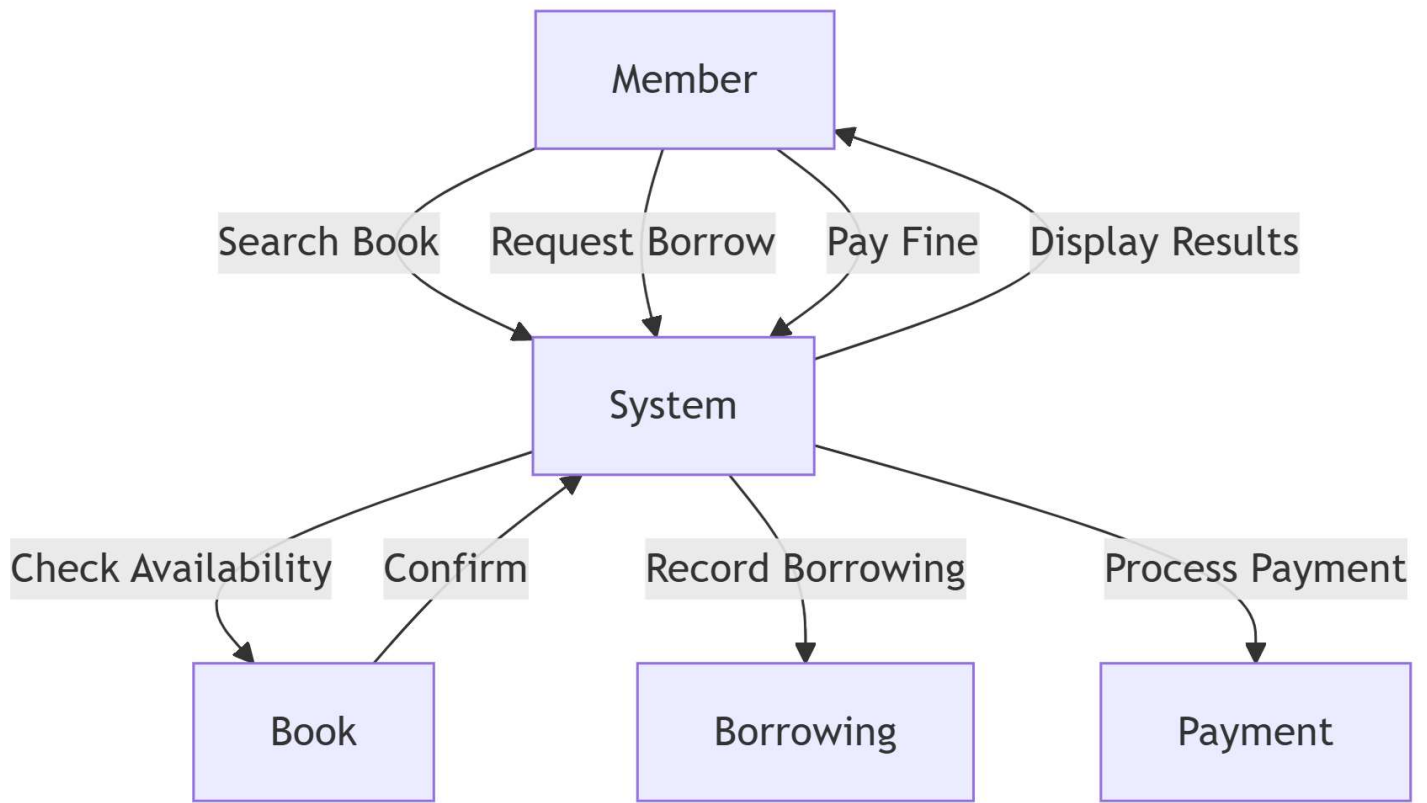 Member
Search Book
Request Borrow
Pay Fine
Display Results
System
Check Availability
Confirm
Record Borrowing
Process Payment
Book
Borrowing
Payment